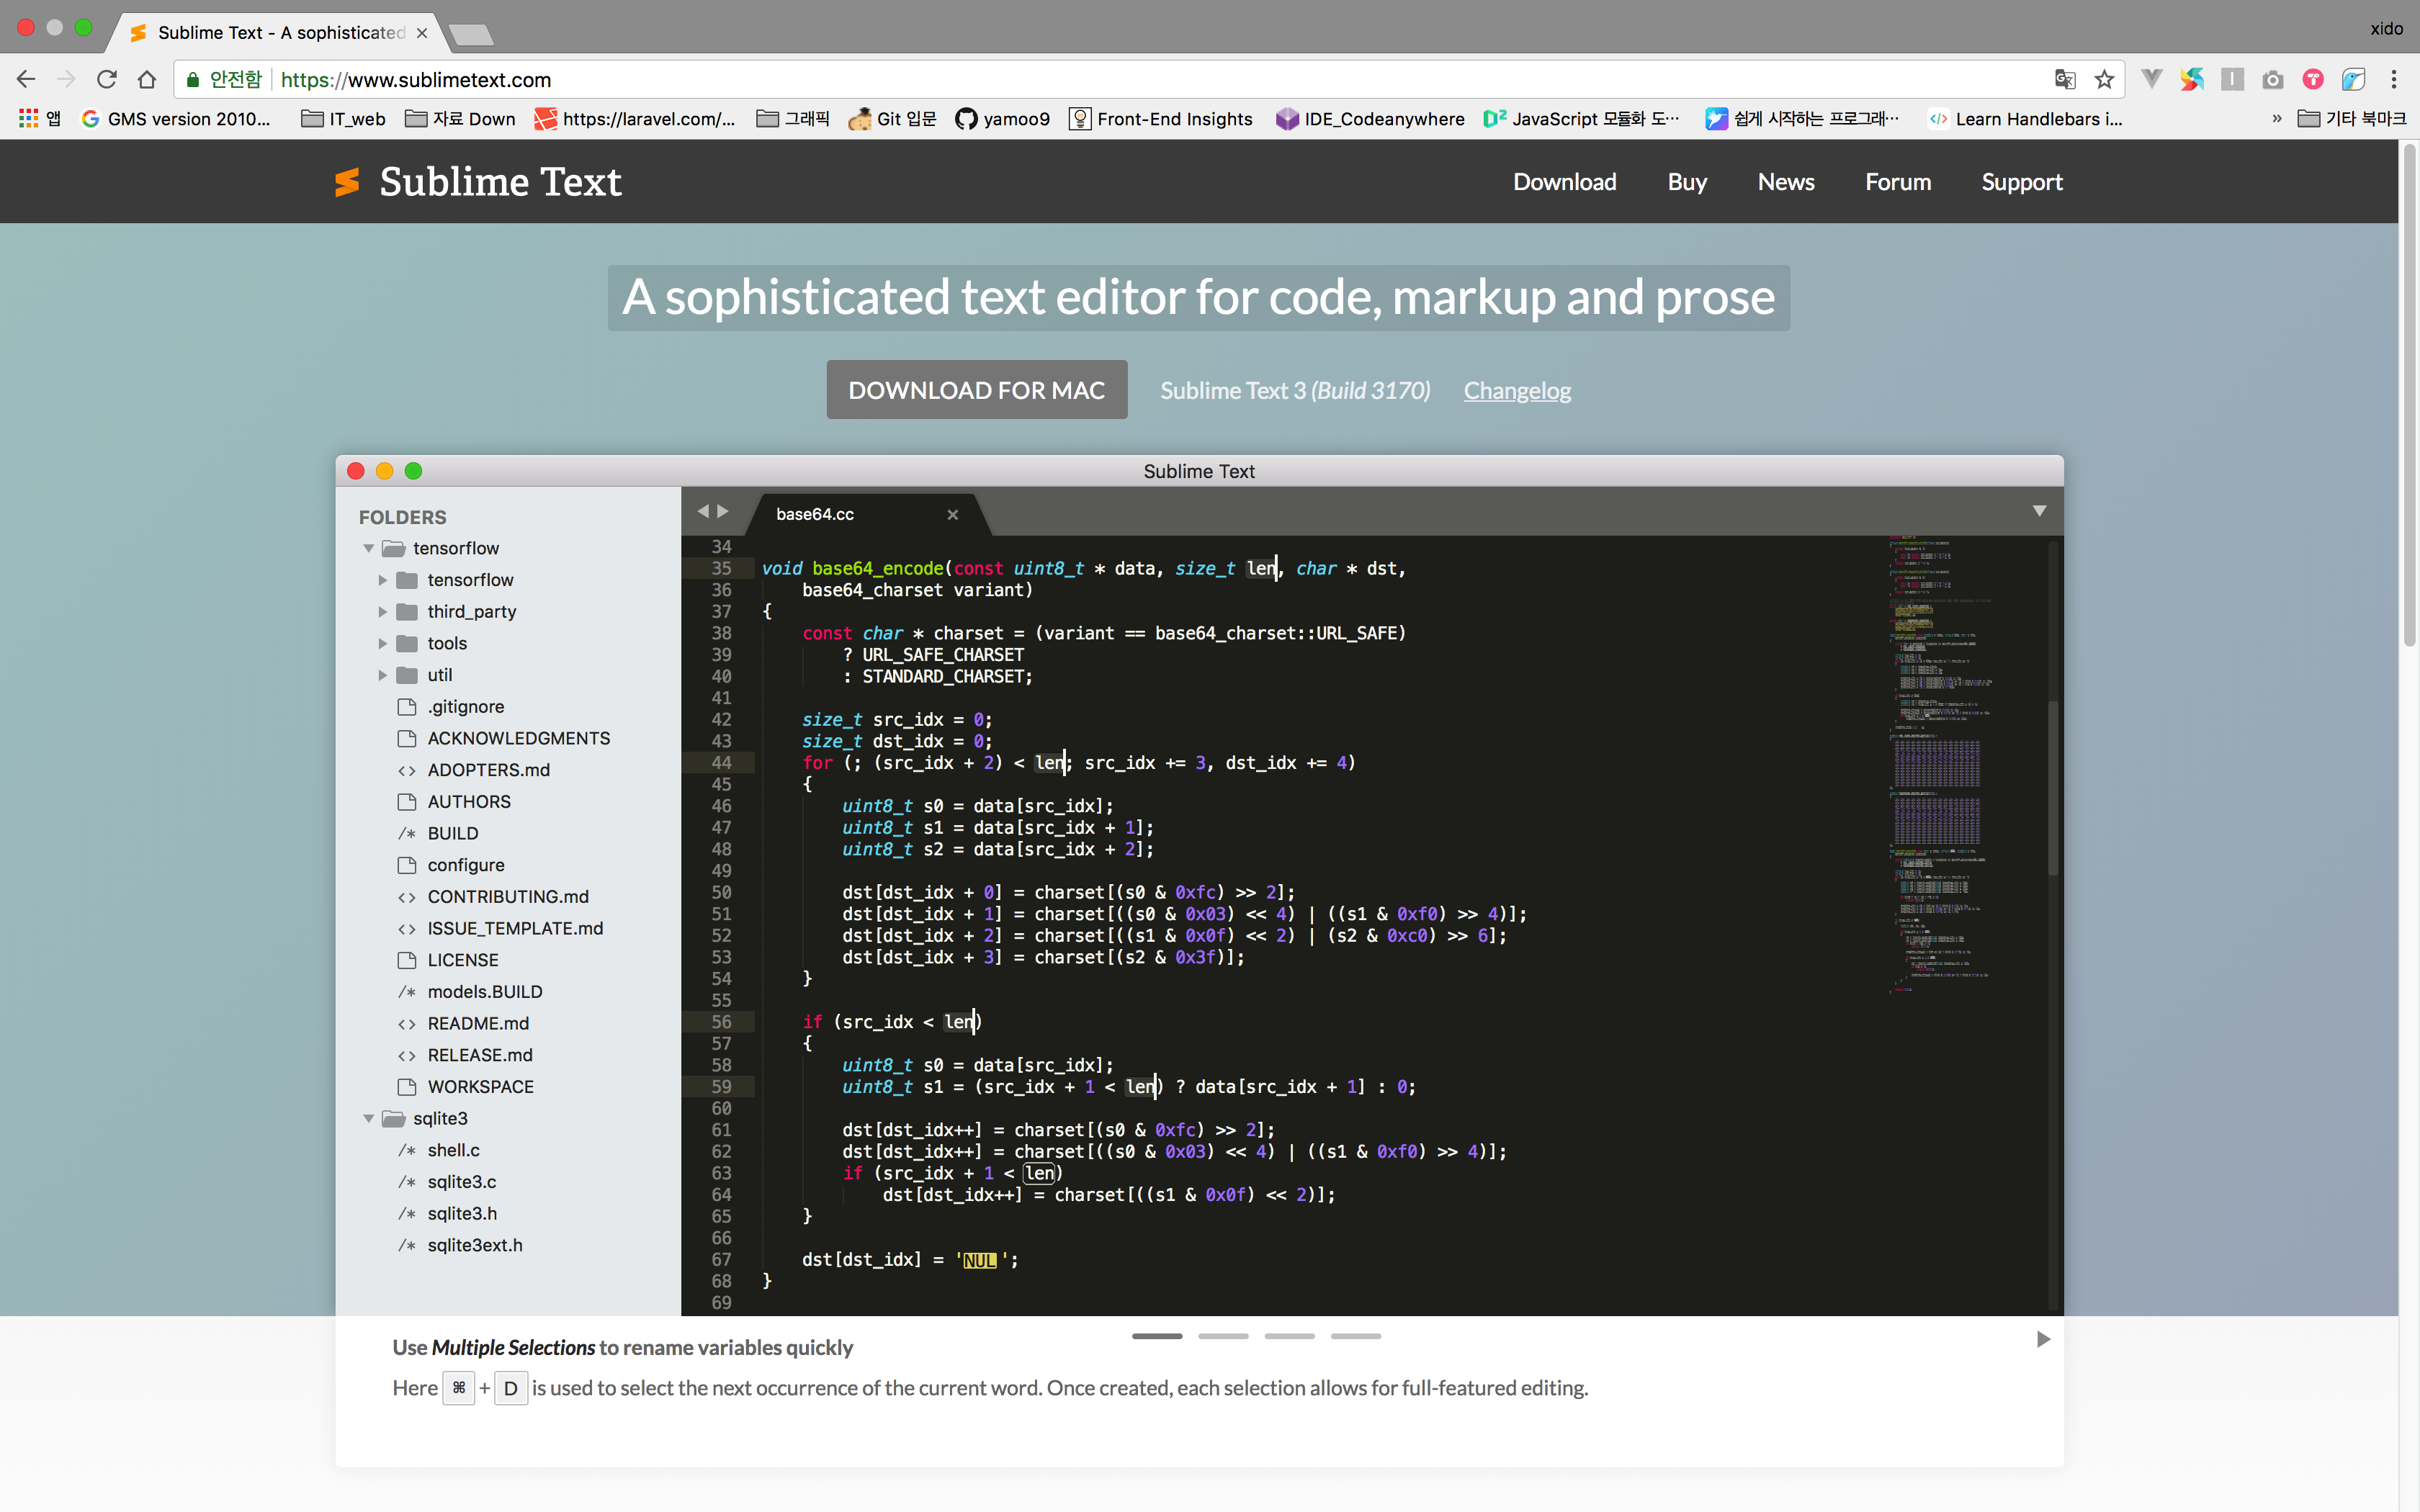 Sublime Text - A sophisticated
xido
안전함 https://www.sublimetext.com
앱 GMS version 2010... IT_web 자료 Down https://laravel.com/... 그래픽 Git 입문 yamoo9 Front-End Insights IDE_Codeanywhere JavaScript 모듈화 도··· 쉽게 시작하는 프로그래··· Learn Handlebars i... » 기타 북마크
Sublime Text Download Buy News Forum Support
A sophisticated text editor for code, markup and prose
DOWNLOAD FOR MAC Sublime Text 3 (Build 3170) Changelog
Sublime Text
FOLDERS
tensorflow
tensorflow
third_party
tools
util
.gitignore
ACKNOWLEDGMENTS
<> ADOPTERS.md
AUTHORS
/* BUILD
configure
<> CONTRIBUTING.md
<> ISSUE_TEMPLATE.md
LICENSE
/* models.BUILD
<> README.md
<> RELEASE.md
WORKSPACE
sqlite3
/* shell.c
/* sqlite3.c
/* sqlite3.h
/* sqlite3ext.h
base64.cc
34
35 void base64_encode(const uint8_t * data, size_t len, char * dst,
36 base64_charset variant)
37 {
38 const char * charset = (variant == base64_charset::URL_SAFE)
39 ? URL_SAFE_CHARSET
40 : STANDARD_CHARSET;
41
42 size_t src_idx = 0;
43 size_t dst_idx = 0;
44 for (; (src_idx + 2) < len; src_idx += 3, dst_idx += 4)
45 {
46 uint8_t s0 = data[src_idx];
47 uint8_t s1 = data[src_idx + 1];
48 uint8_t s2 = data[src_idx + 2];
49
50 dst[dst_idx + 0] = charset[(s0 & 0xfc) >> 2];
51 dst[dst_idx + 1] = charset[((s0 & 0x03) << 4) | ((s1 & 0xf0) >> 4)];
52 dst[dst_idx + 2] = charset[((s1 & 0x0f) << 2) | (s2 & 0xc0) >> 6];
53 dst[dst_idx + 3] = charset[(s2 & 0x3f)];
54 }
55
56 if (src_idx < len)
57 {
58 uint8_t s0 = data[src_idx];
59 uint8_t s1 = (src_idx + 1 < len) ? data[src_idx + 1] : 0;
60
61 dst[dst_idx++] = charset[(s0 & 0xfc) >> 2];
62 dst[dst_idx++] = charset[((s0 & 0x03) << 4) | ((s1 & 0xf0) >> 4)];
63 if (src_idx + 1 < len)
64 dst[dst_idx++] = charset[((s1 & 0x0f) << 2)];
65 }
66
67 dst[dst_idx] = 'NUL';
68 }
69
Use Multiple Selections to rename variables quickly
Here ⌘ + D is used to select the next occurrence of the current word. Once created, each selection allows for full-featured editing.